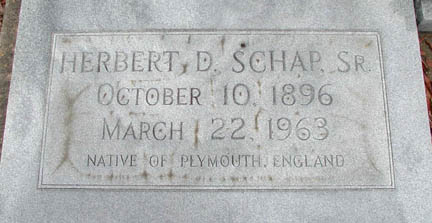 HERBERT D. SCHAP, SR.
OCTOBER 10, 1896
MARCH 22, 1963
NATIVE OF PLYMOUTH, ENGLAND